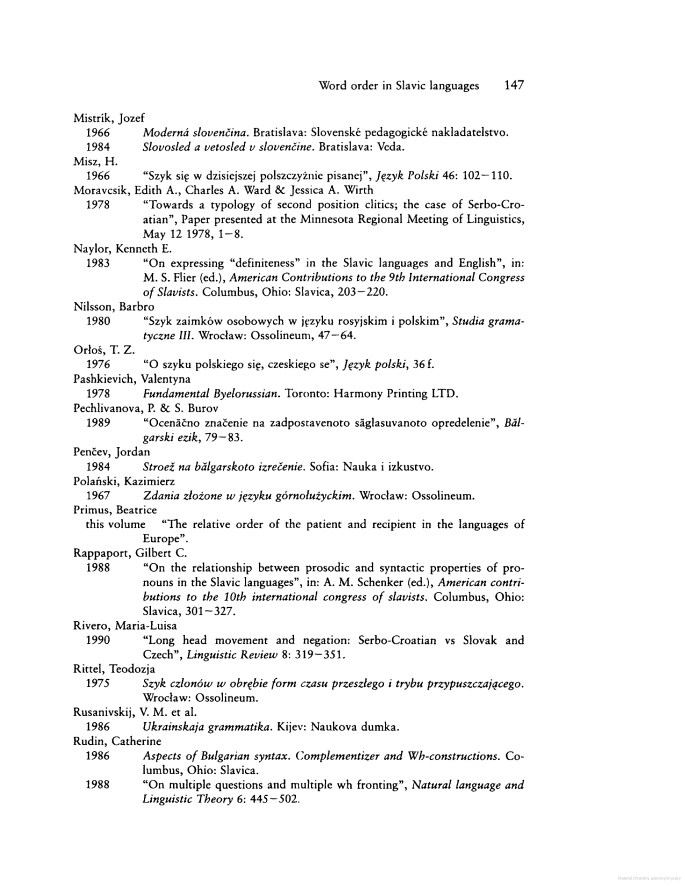 Word order in Slavic languages 147
Mistrík, Jozef
1966 Moderná slovenčina. Bratislava: Slovenské pedagogické nakladatelstvo.
1984 Slovosled a vetosled v slovenčine. Bratislava: Veda.
Misz, H.
1966 “Szyk się w dzisiejszej polszczyźnie pisanej”, Język Polski 46: 102–110.
Moravcsik, Edith A., Charles A. Ward & Jessica A. Wirth
1978 “Towards a typology of second position clitics; the case of Serbo-Cro-
atian”, Paper presented at the Minnesota Regional Meeting of Linguistics,
May 12 1978, 1–8.
Naylor, Kenneth E.
1983 “On expressing “definiteness” in the Slavic languages and English”, in:
M. S. Flier (ed.), American Contributions to the 9th International Congress
of Slavists. Columbus, Ohio: Slavica, 203–220.
Nilsson, Barbro
1980 “Szyk zaimków osobowych w języku rosyjskim i polskim”, Studia grama-
tyczne III. Wrocław: Ossolineum, 47–64.
Orłoś, T. Z.
1976 “O szyku polskiego się, czeskiego se”, Język polski, 36 f.
Pashkievich, Valentyna
1978 Fundamental Byelorussian. Toronto: Harmony Printing LTD.
Pechlivanova, P. & S. Burov
1989 “Ocenăčno značenie na zadpostavenoto săglasuvanoto opredelenie”, Băl-
garski ezik, 79–83.
Penčev, Jordan
1984 Stroež na bălgarskoto izrečenie. Sofia: Nauka i izkustvo.
Polański, Kazimierz
1967 Zdania złożone w języku górnołużyckim. Wrocław: Ossolineum.
Primus, Beatrice
this volume “The relative order of the patient and recipient in the languages of
Europe”.
Rappaport, Gilbert C.
1988 “On the relationship between prosodic and syntactic properties of pro-
nouns in the Slavic languages”, in: A. M. Schenker (ed.), American contri-
butions to the 10th international congress of slavists. Columbus, Ohio:
Slavica, 301–327.
Rivero, Maria-Luisa
1990 “Long head movement and negation: Serbo-Croatian vs Slovak and
Czech”, Linguistic Review 8: 319–351.
Rittel, Teodozja
1975 Szyk członów w obrębie form czasu przeszłego i trybu przypuszczającego.
Wrocław: Ossolineum.
Rusanivskij, V. M. et al.
1986 Ukrainskaja grammatika. Kijev: Naukova dumka.
Rudin, Catherine
1986 Aspects of Bulgarian syntax. Complementizer and Wh-constructions. Co-
lumbus, Ohio: Slavica.
1988 “On multiple questions and multiple wh fronting”, Natural language and
Linguistic Theory 6: 445–502.